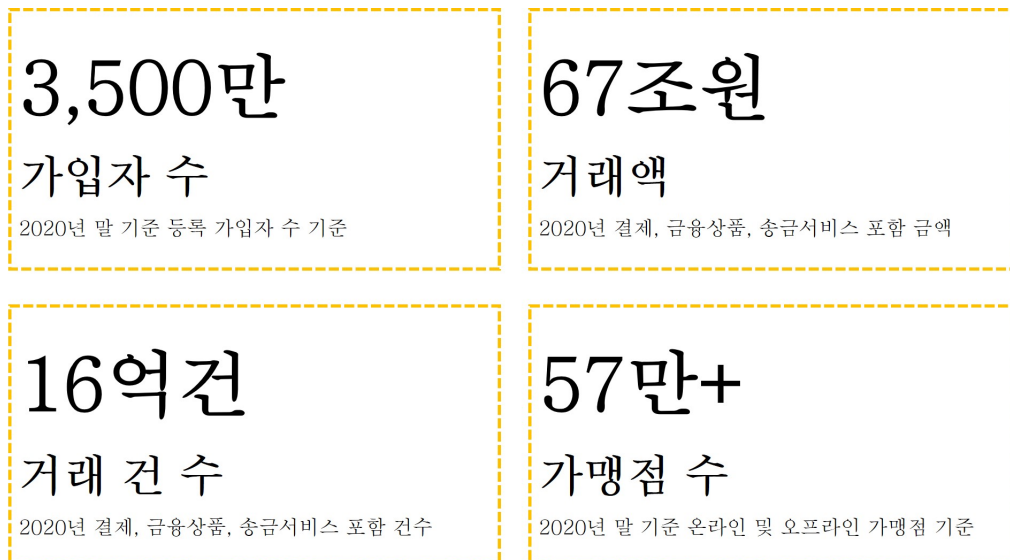 3,500만
가입자 수
2020년 말 기준 등록 가입자 수 기준
67조원
거래액
2020년 결제, 금융상품, 송금서비스 포함 금액
16억건
거래 건 수
2020년 결제, 금융상품, 송금서비스 포함 건수
57만+
가맹점 수
2020년 말 기준 온라인 및 오프라인 가맹점 기준